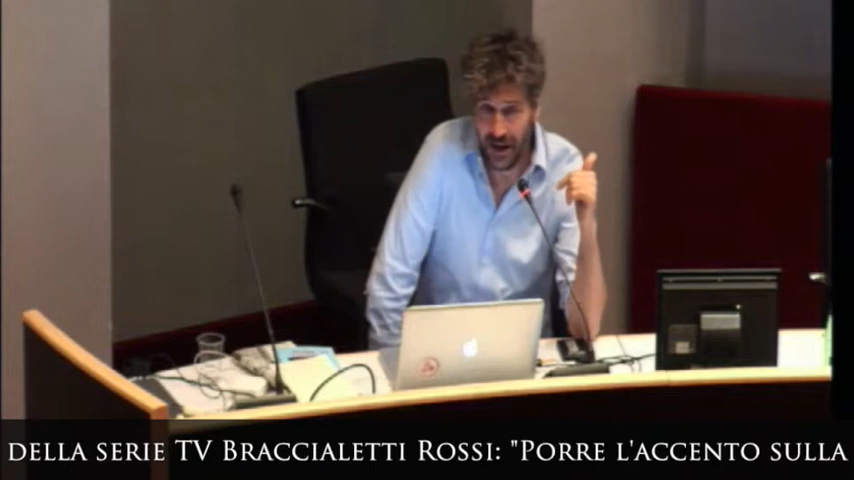 DELLA SERIE TV BRACCIALETTI ROSSI: "PORRE L'ACCENTO SULLA